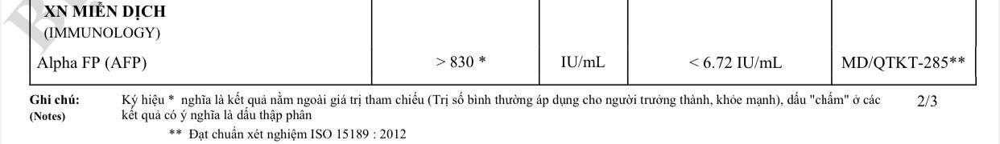 XN MIỄN DỊCH
(IMMUNOLOGY)
Alpha FP (AFP) > 830 * IU/mL < 6.72 IU/mL MD/QTKT-285**
Ghi chú: Ký hiệu * nghĩa là kết quả nằm ngoài giá trị tham chiếu (Trị số bình thường áp dụng cho người trưởng thành, khỏe mạnh), dấu "chấm" ở các 2/3
(Notes) kết quả có ý nghĩa là dấu thập phân
** Đạt chuẩn xét nghiệm ISO 15189 : 2012